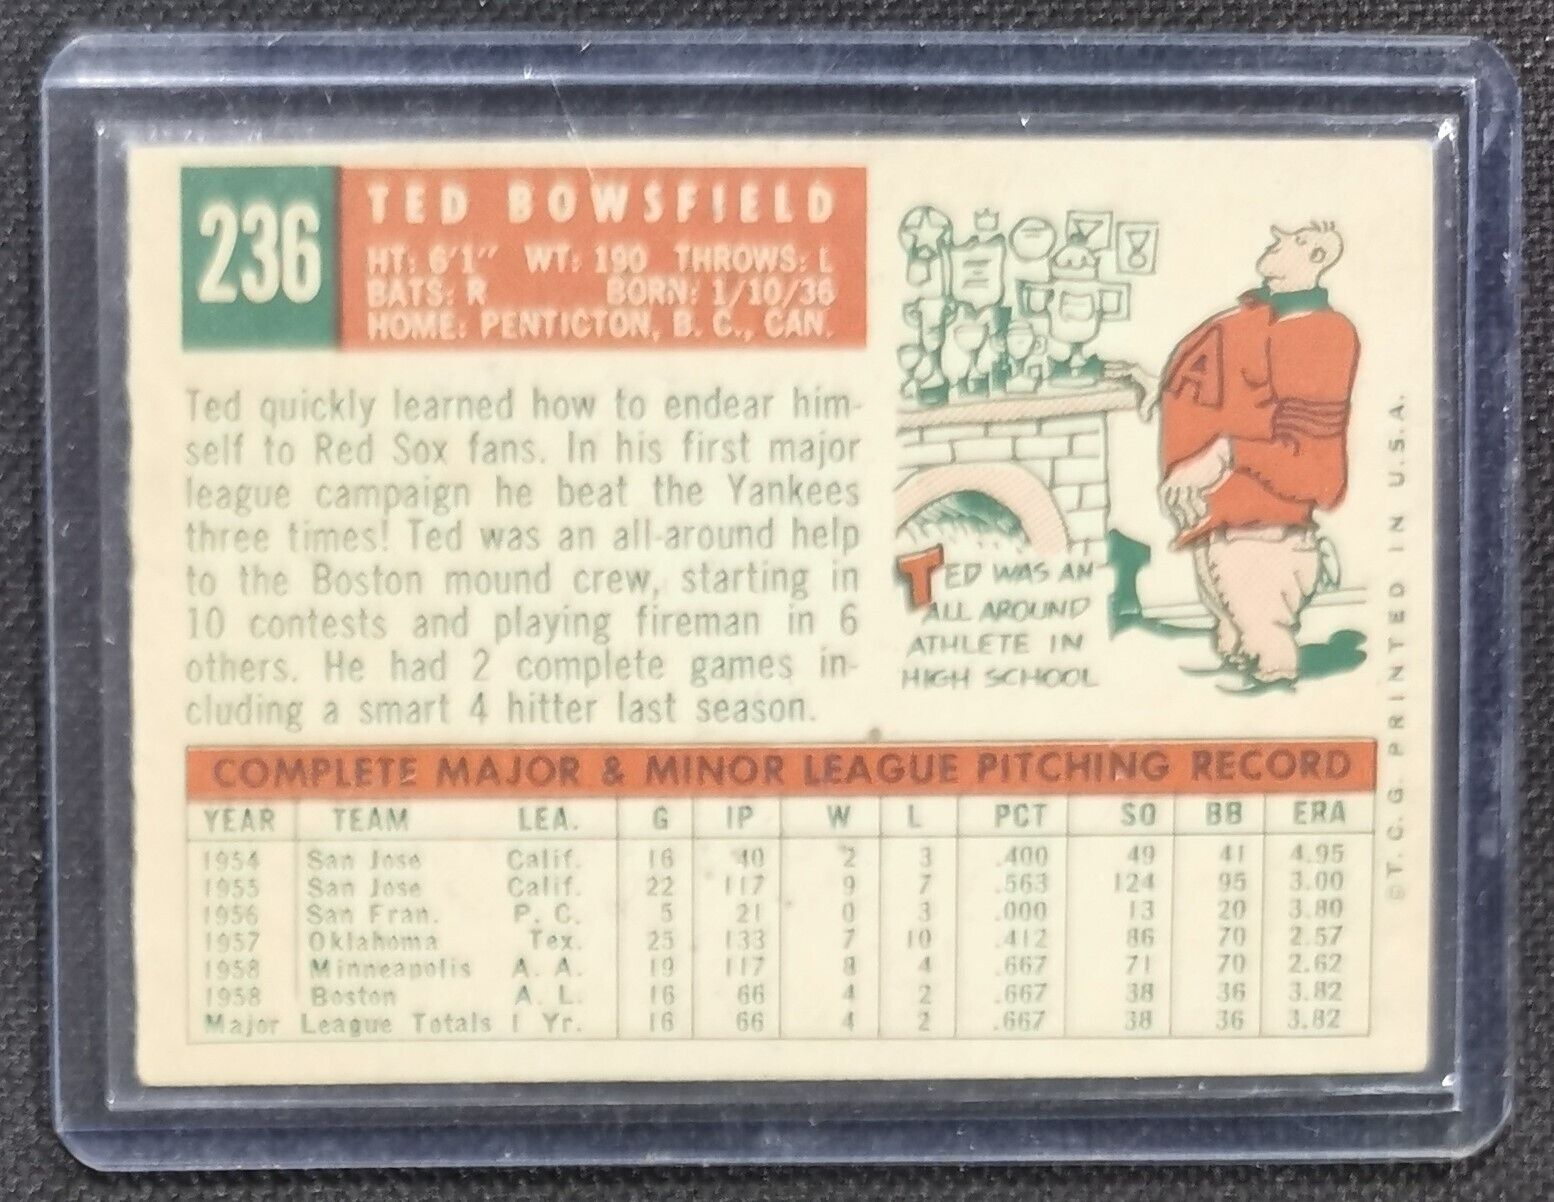 236
TED BOWSFIELD
HT: 6'1" WT: 190 THROWS: L
BATS: R BORN: 1/10/36
HOME: PENTICTON, B. C., CAN.
Ted quickly learned how to endear him-
self to Red Sox fans. In his first major
league campaign he beat the Yankees
three times! Ted was an all-around help
to the Boston mound crew, starting in
10 contests and playing fireman in 6
others. He had 2 complete games in-
cluding a smart 4 hitter last season.
A
TED WAS AN
ALL AROUND
ATHLETE IN
HIGH SCHOOL
COMPLETE MAJOR & MINOR LEAGUE PITCHING RECORD
YEAR TEAM LEA. G IP W L PCT SO BB ERA
1954 San Jose Calif. 16 40 2 3 .400 49 41 4.95
1955 San Jose Calif. 22 117 9 7 .563 124 95 3.00
1956 San Fran. P. C. 5 21 0 3 .000 13 20 3.80
1957 Oklahoma Tex. 25 133 7 10 .412 86 70 2.57
1958 Minneapolis A. A. 19 117 8 4 .667 71 70 2.62
1958 Boston A. L. 16 66 4 2 .667 38 36 3.82
Major League Totals 1 Yr. 16 66 4 2 .667 38 36 3.82
©T. C. G. PRINTED IN U.S.A.